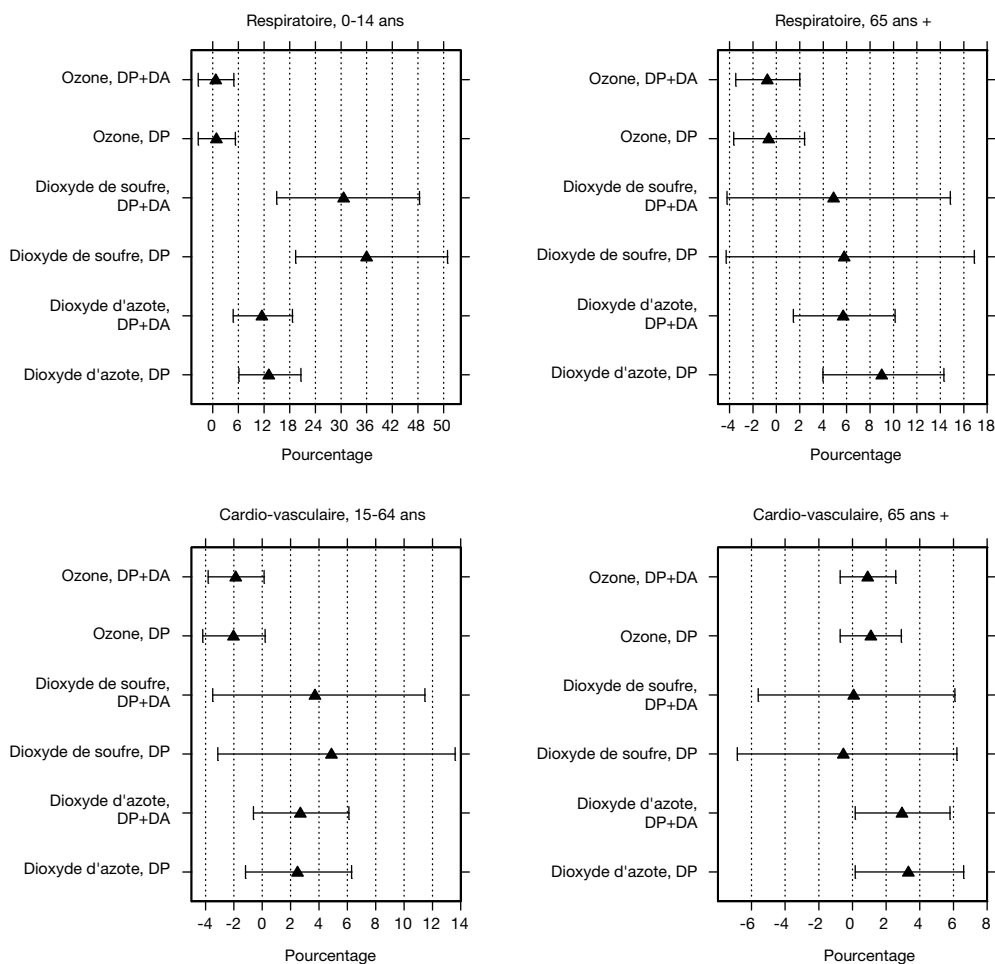 Respiratoire, 0-14 ans
Ozone, DP+DA
Ozone, DP
Dioxyde de soufre,
DP+DA
Dioxyde de soufre, DP
Dioxyde d'azote,
DP+DA
Dioxyde d'azote, DP
0 6 12 18 24 30 36 42 48 50
Pourcentage
Respiratoire, 65 ans +
Ozone, DP+DA
Ozone, DP
Dioxyde de soufre,
DP+DA
Dioxyde de soufre, DP
Dioxyde d'azote,
DP+DA
Dioxyde d'azote, DP
-4 -2 0 2 4 6 8 10 12 14 16 18
Pourcentage
Cardio-vasculaire, 15-64 ans
Ozone, DP+DA
Ozone, DP
Dioxyde de soufre,
DP+DA
Dioxyde de soufre, DP
Dioxyde d'azote,
DP+DA
Dioxyde d'azote, DP
-4 -2 0 2 4 6 8 10 12 14
Pourcentage
Cardio-vasculaire, 65 ans +
Ozone, DP+DA
Ozone, DP
Dioxyde de soufre,
DP+DA
Dioxyde de soufre, DP
Dioxyde d'azote,
DP+DA
Dioxyde d'azote, DP
-6 -4 -2 0 2 4 6 8
Pourcentage